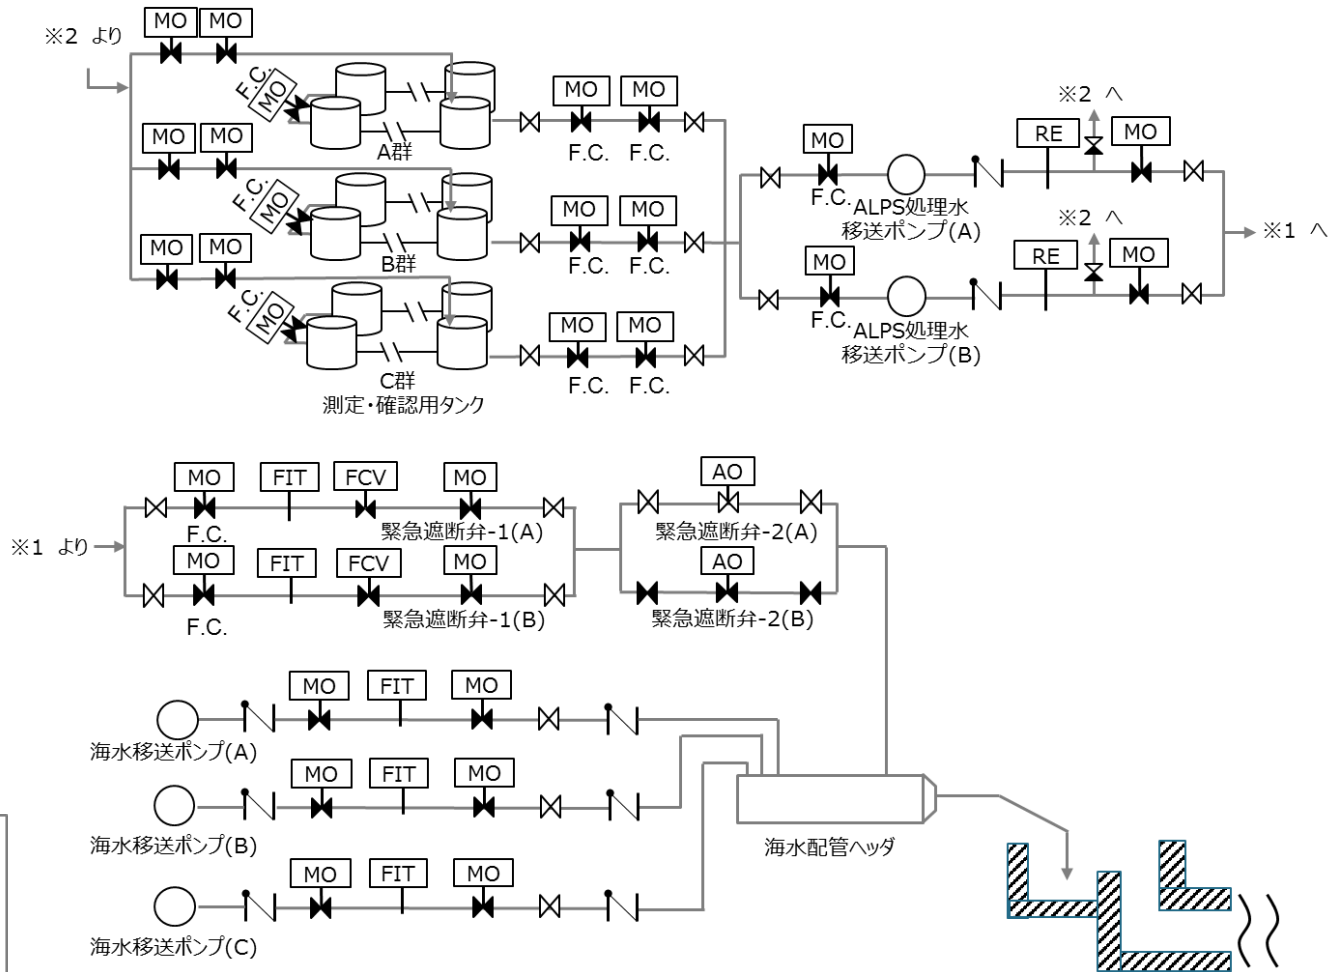 ※2 より
MO
MO
F.C.
MO
A群
MO
MO
F.C.
F.C.
MO
MO
F.C.
MO
B群
MO
MO
F.C.
F.C.
MO
MO
F.C.
MO
C群
測定・確認用タンク
MO
MO
F.C.
F.C.
MO
F.C.
ALPS処理水
移送ポンプ(A)
RE
※2 へ
MO
MO
F.C.
ALPS処理水
移送ポンプ(B)
RE
※2 へ
MO
※1 へ
※1 より
MO
F.C.
FIT
FCV
MO
緊急遮断弁-1(A)
MO
F.C.
FIT
FCV
MO
緊急遮断弁-1(B)
AO
緊急遮断弁-2(A)
AO
緊急遮断弁-2(B)
MO
FIT
MO
海水移送ポンプ(A)
MO
FIT
MO
海水移送ポンプ(B)
MO
FIT
MO
海水移送ポンプ(C)
海水配管ヘッダ